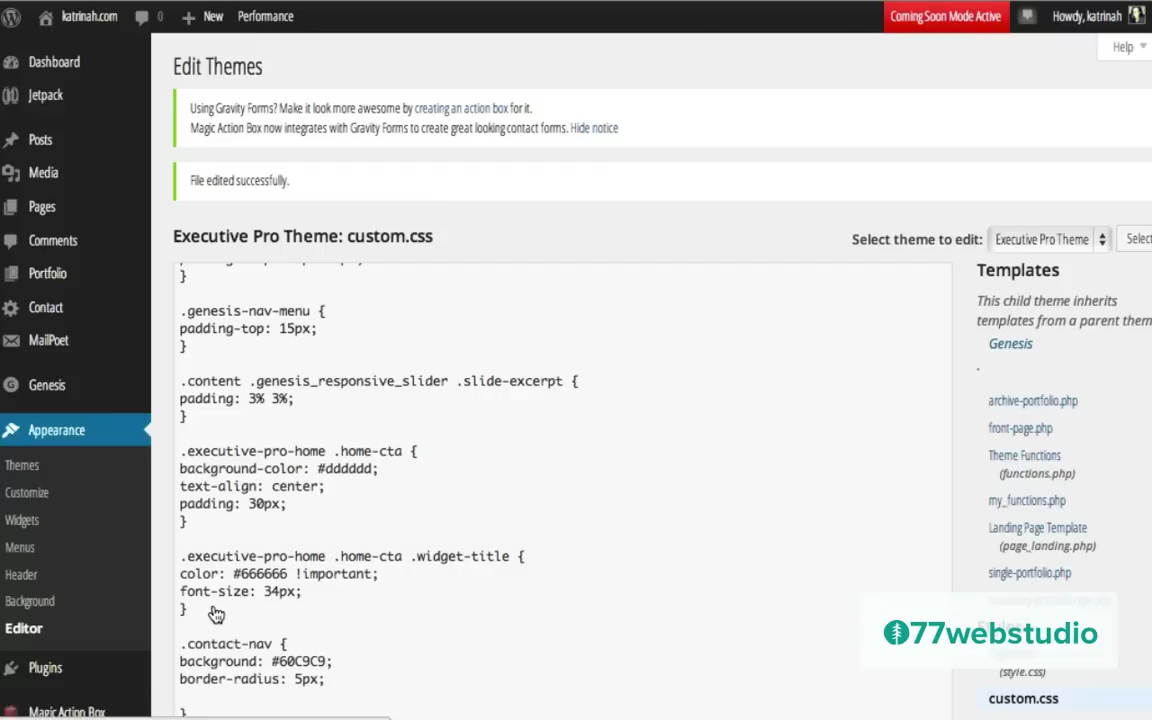 katrinah.com 0 New Performance Coming Soon Mode Active Howdy, katrinah
Help
Dashboard
Jetpack
Posts
Media
Pages
Comments
Portfolio
Contact
MailPoet
Genesis
Appearance
Themes
Customize
Widgets
Menus
Header
Background
Editor
Plugins
Magic Action Box
Edit Themes
Using Gravity Forms? Make it look more awesome by creating an action box for it.
Magic Action Box now integrates with Gravity Forms to create great looking contact forms. Hide notice
File edited successfully.
Executive Pro Theme: custom.css
Select theme to edit: Executive Pro Theme Select
}
.genesis-nav-menu {
padding-top: 15px;
}
.content .genesis_responsive_slider .slide-excerpt {
padding: 3% 3%;
}
.executive-pro-home .home-cta {
background-color: #dddddd;
text-align: center;
padding: 30px;
}
.executive-pro-home .home-cta .widget-title {
color: #666666 !important;
font-size: 34px;
}
.contact-nav {
background: #60C9C9;
border-radius: 5px;
}
Templates
This child theme inherits
templates from a parent them
Genesis
.
archive-portfolio.php
front-page.php
Theme Functions
(functions.php)
my_functions.php
Landing Page Template
(page_landing.php)
single-portfolio.php
(style.css)
custom.css
77webstudio